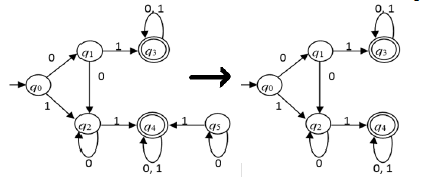 0, 1 0, 1
q1 1 q3 q1 1 q3
0 0
q0 0 q0 0
1 1
q2 1 q4 1 q5 q2 1 q4
0 0, 1 0 0 0, 1